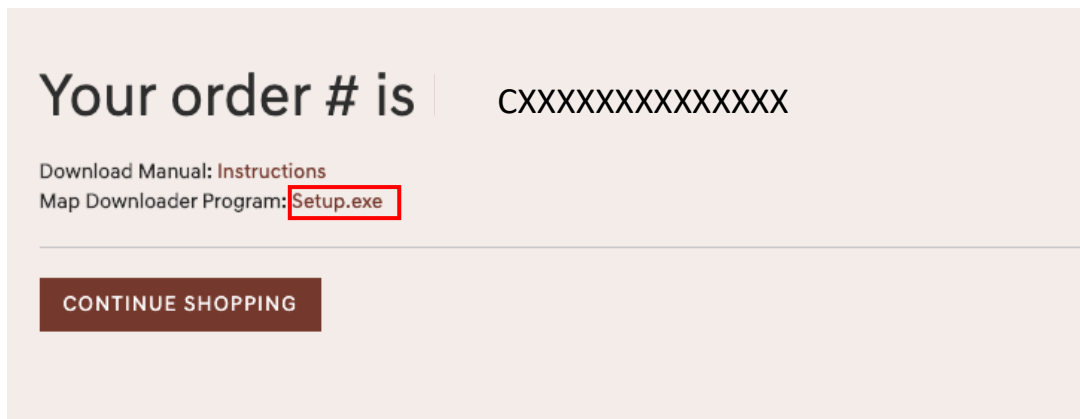 Your order # is CXXXXXXXXXXXXXX
Download Manual: Instructions
Map Downloader Program: Setup.exe
CONTINUE SHOPPING